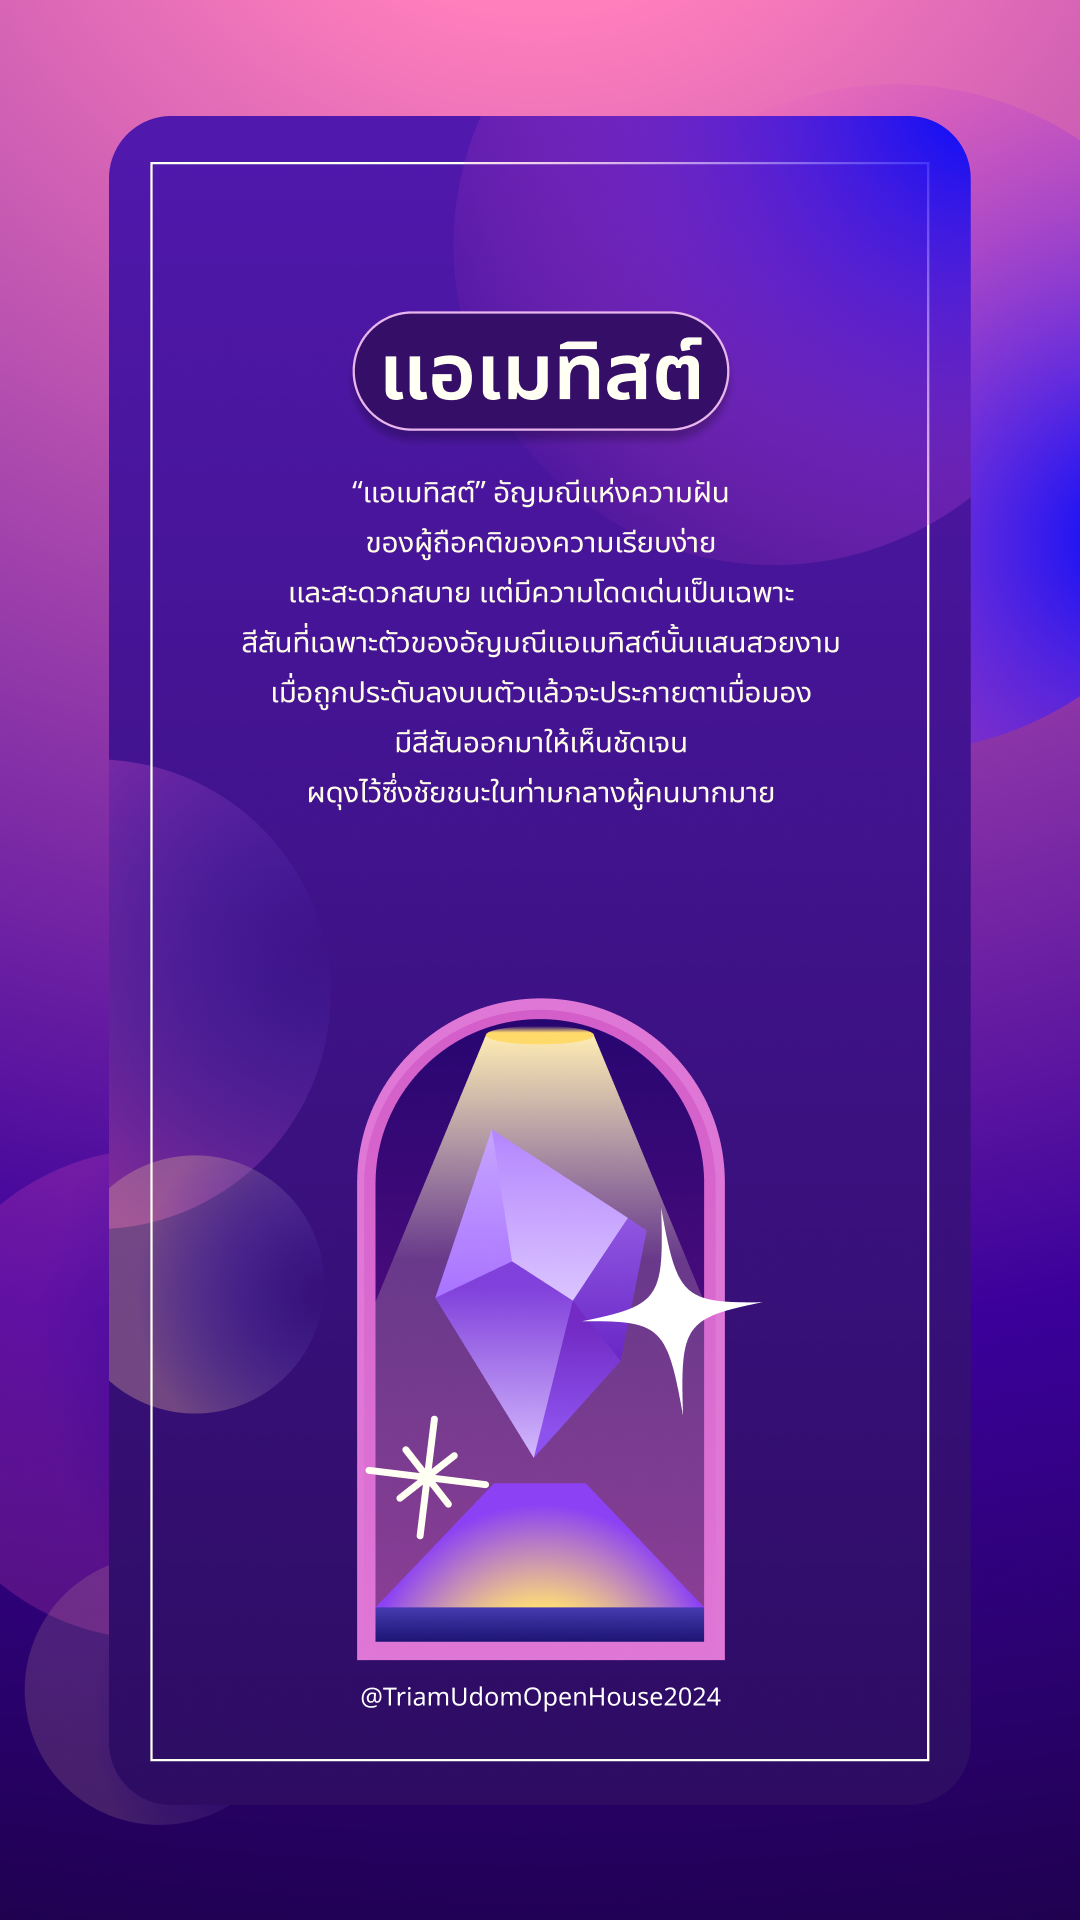 แอเมทิสต์
“แอเมทิสต์” อัญมณีแห่งความฝัน
ของผู้ถือคติของความเรียบง่าย
และสะดวกสบาย แต่มีความโดดเด่นเป็นเฉพาะ
สีสันที่เฉพาะตัวของอัญมณีแอเมทิสต์นั้นแสนสวยงาม
เมื่อถูกประดับลงบนตัวแล้วจะประกายตาเมื่อมอง
มีสีสันออกมาให้เห็นชัดเจน
ผดุงไว้ซึ่งชัยชนะในท่ามกลางผู้คนมากมาย
@TriamUdomOpenHouse2024